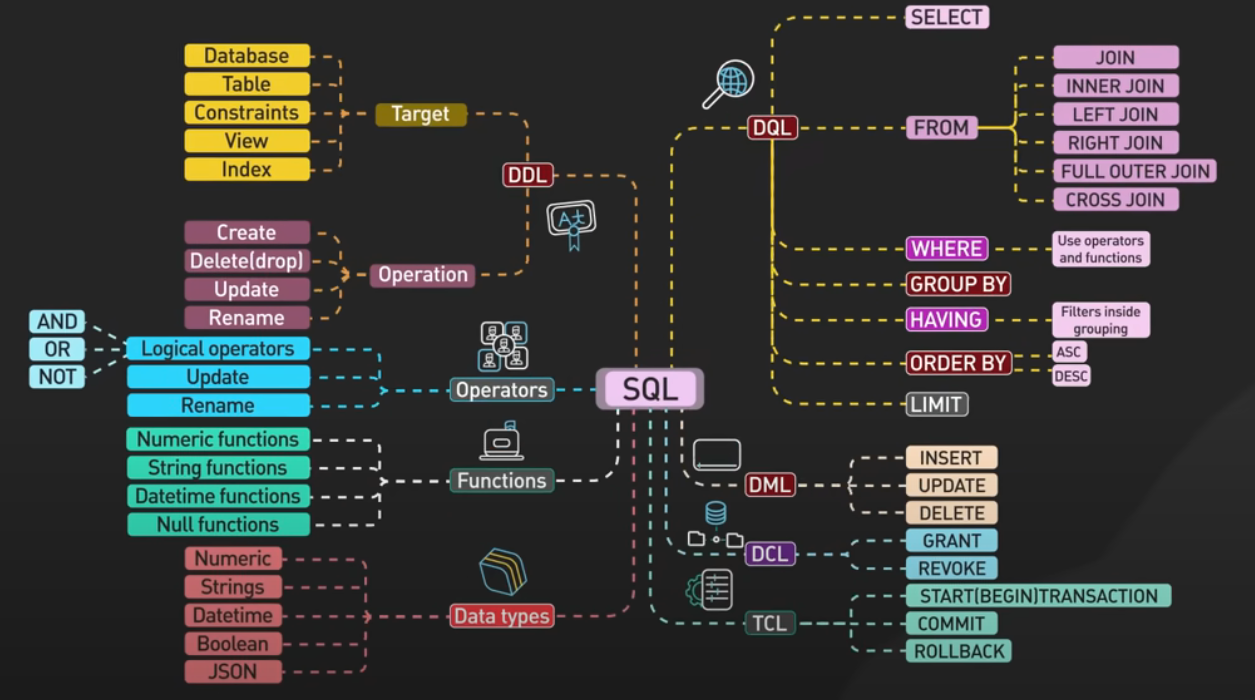 SELECT
Database
Table
Constraints
View
Index
Target
DDL
Create
Delete(drop)
Update
Rename
Operation
AND
OR
NOT
Logical operators
Update
Rename
Operators
SQL
Numeric functions
String functions
Datetime functions
Null functions
Functions
Numeric
Strings
Datetime
Boolean
JSON
Data types
DQL
FROM
JOIN
INNER JOIN
LEFT JOIN
RIGHT JOIN
FULL OUTER JOIN
CROSS JOIN
WHERE
Use operators
and functions
GROUP BY
HAVING
Filters inside
grouping
ORDER BY
ASC
DESC
LIMIT
DML
INSERT
UPDATE
DELETE
DCL
GRANT
REVOKE
TCL
START(BEGIN)TRANSACTION
COMMIT
ROLLBACK